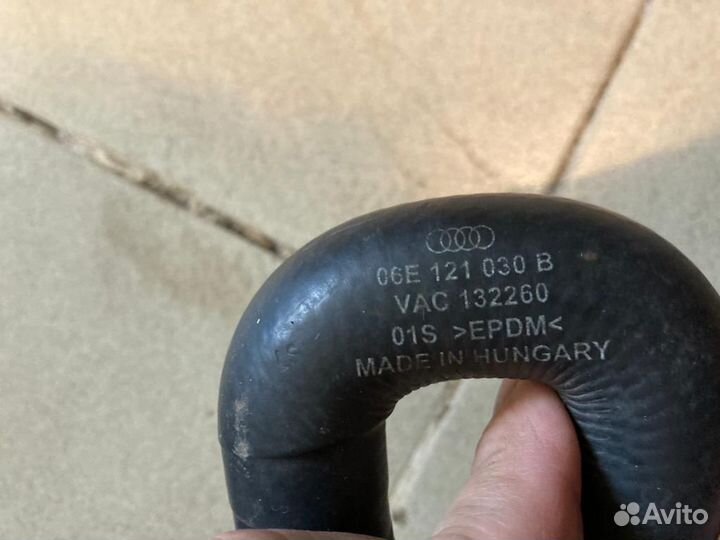 06E 121 030 B
VAC 132260
01S >EPDM<
MADE IN HUNGARY
Avito